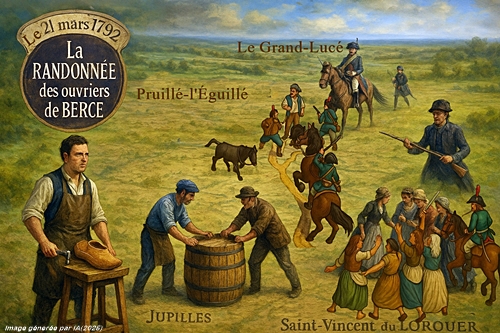 Le 21 mars 1792
La
RANDONNÉE
des ouvriers
de BERCE
Le Grand-Lucé
Pruillé-l'Éguillé
JUPILLES
Saint-Vincent du LOROUER
Image générée par IA(2026)